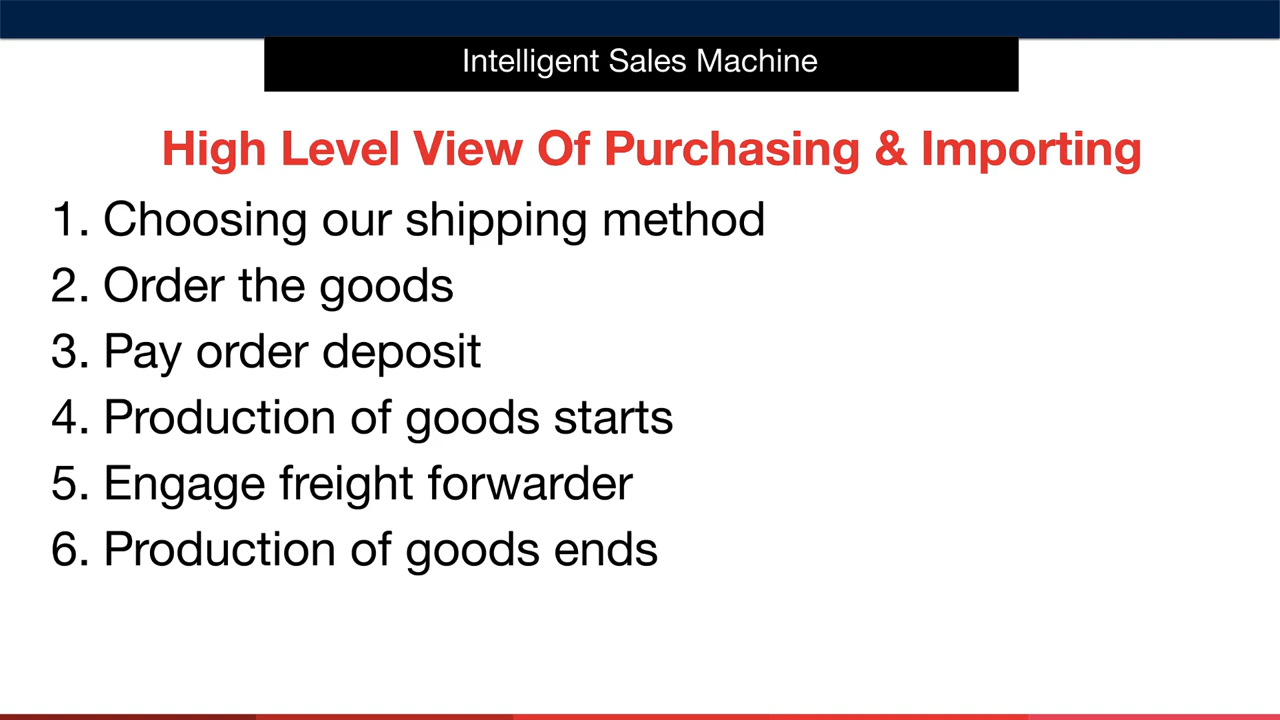 Intelligent Sales Machine
High Level View Of Purchasing & Importing
1. Choosing our shipping method
2. Order the goods
3. Pay order deposit
4. Production of goods starts
5. Engage freight forwarder
6. Production of goods ends